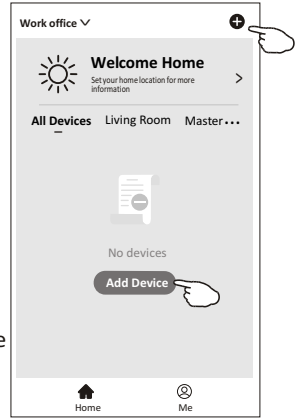 Work office
Welcome Home
Set your home location for more
information
All Devices Living Room Master...
No devices
Add Device
e
Home Me